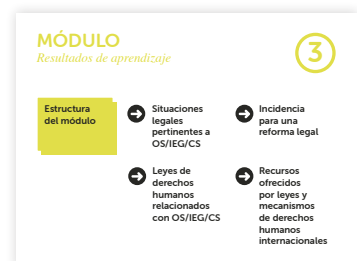 MÓDULO
Resultados de aprendizaje
3
Estructura
del módulo
Situaciones
legales
pertinentes a
OS/IEG/CS
Incidencia
para una
reforma legal
Leyes de
derechos
humanos
relacionados
con OS/IEG/CS
Recursos
ofrecidos
por leyes y
mecanismos
de derechos
humanos
internacionales